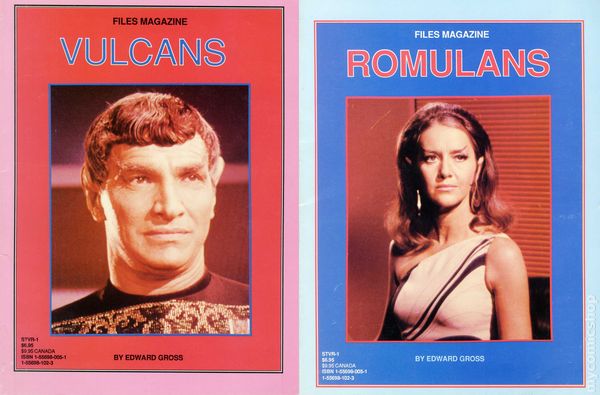 FILES MAGAZINE
VULCANS
STVR-1
$6.95
$9.95 CANADA
ISBN 1-55698-005-1
1-55698-102-3
BY EDWARD GROSS
FILES MAGAZINE
ROMULANS
STVR-1
$6.95
$9.95 CANADA
ISBN 1-55698-005-1
1-55698-102-3
BY EDWARD GROSS
mycomicshop